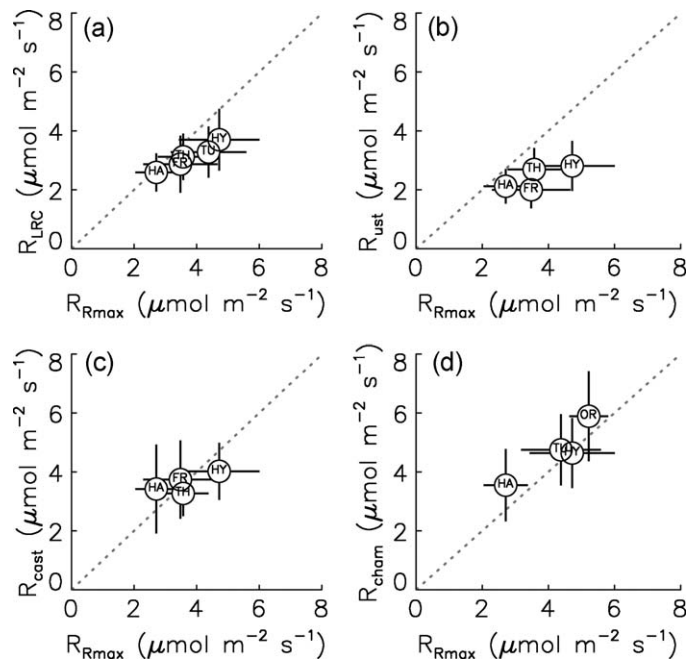 (a)
8
6
4
2
0
R_LRC (μmol m⁻² s⁻¹)
HA
TH
FR
TU
HY
0 2 4 6 8
R_Rmax (μmol m⁻² s⁻¹)
(b)
8
6
4
2
0
R_ust (μmol m⁻² s⁻¹)
HA
TH
FR
HY
0 2 4 6 8
R_Rmax (μmol m⁻² s⁻¹)
(c)
8
6
4
2
0
R_cast (μmol m⁻² s⁻¹)
HA
FR
TH
HY
0 2 4 6 8
R_Rmax (μmol m⁻² s⁻¹)
(d)
8
6
4
2
0
R_cham (μmol m⁻² s⁻¹)
HA
TU
HY
OR
0 2 4 6 8
R_Rmax (μmol m⁻² s⁻¹)